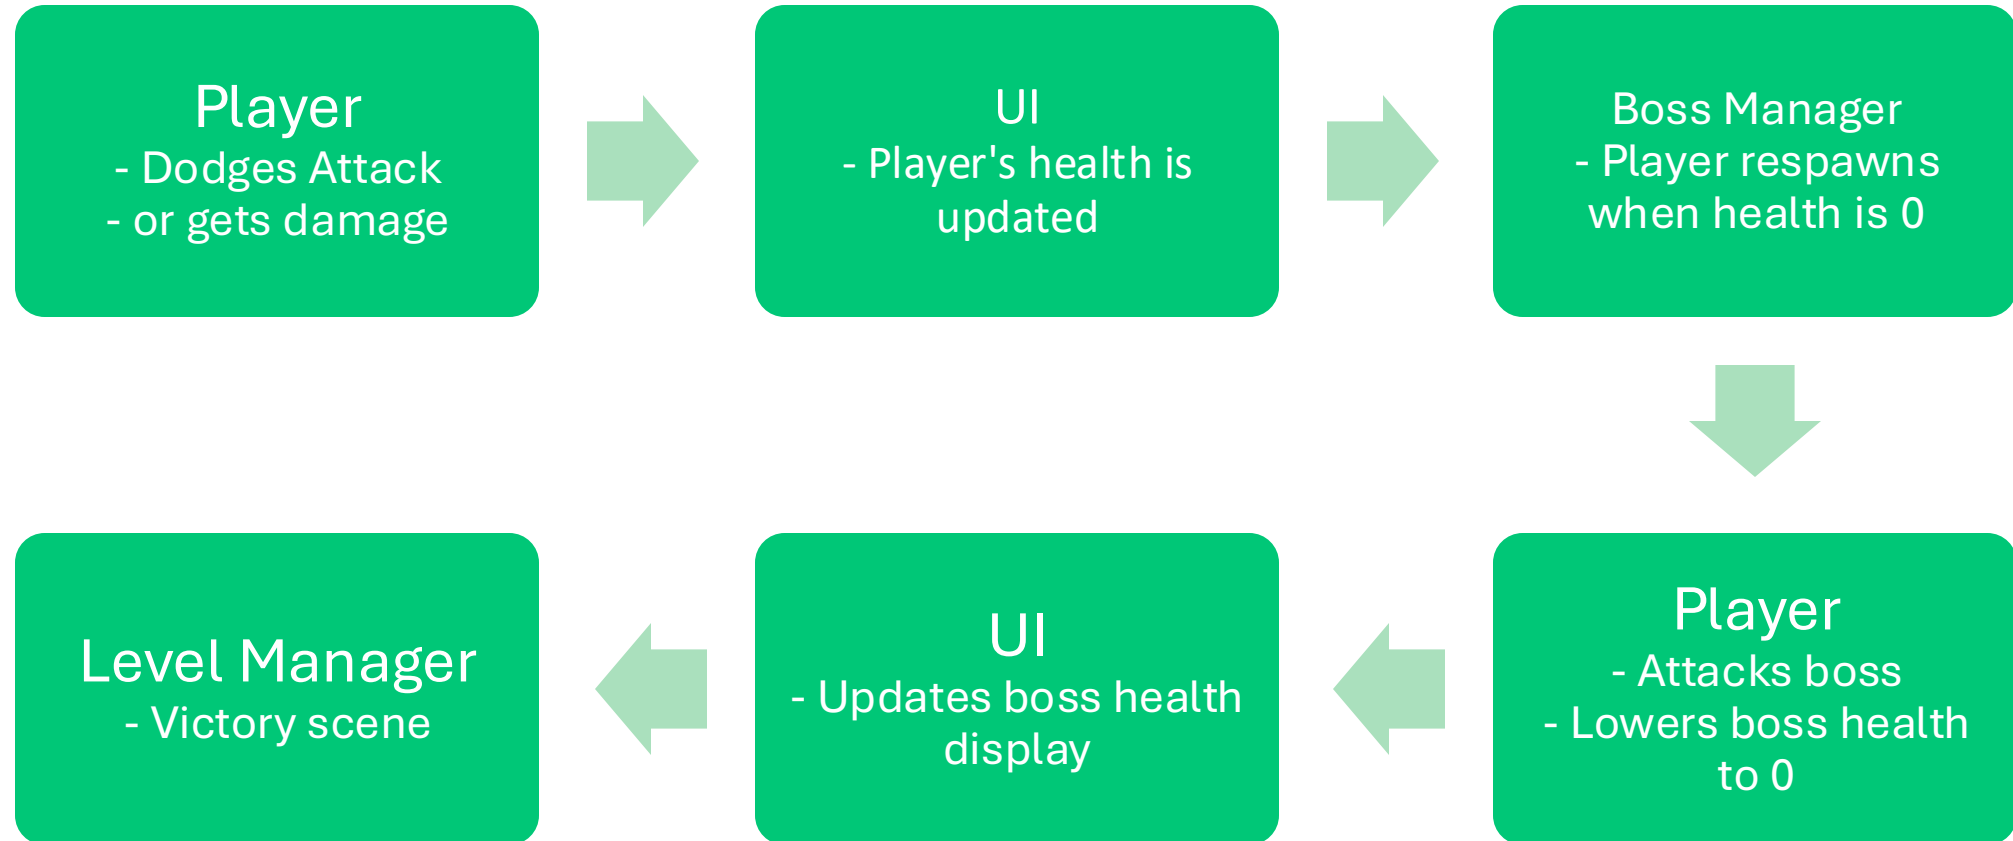 Player
- Dodges Attack
- or gets damage
UI
- Player's health is
updated
Boss Manager
- Player respawns
when health is 0
Player
- Attacks boss
- Lowers boss health
to 0
UI
- Updates boss health
display
Level Manager
- Victory scene